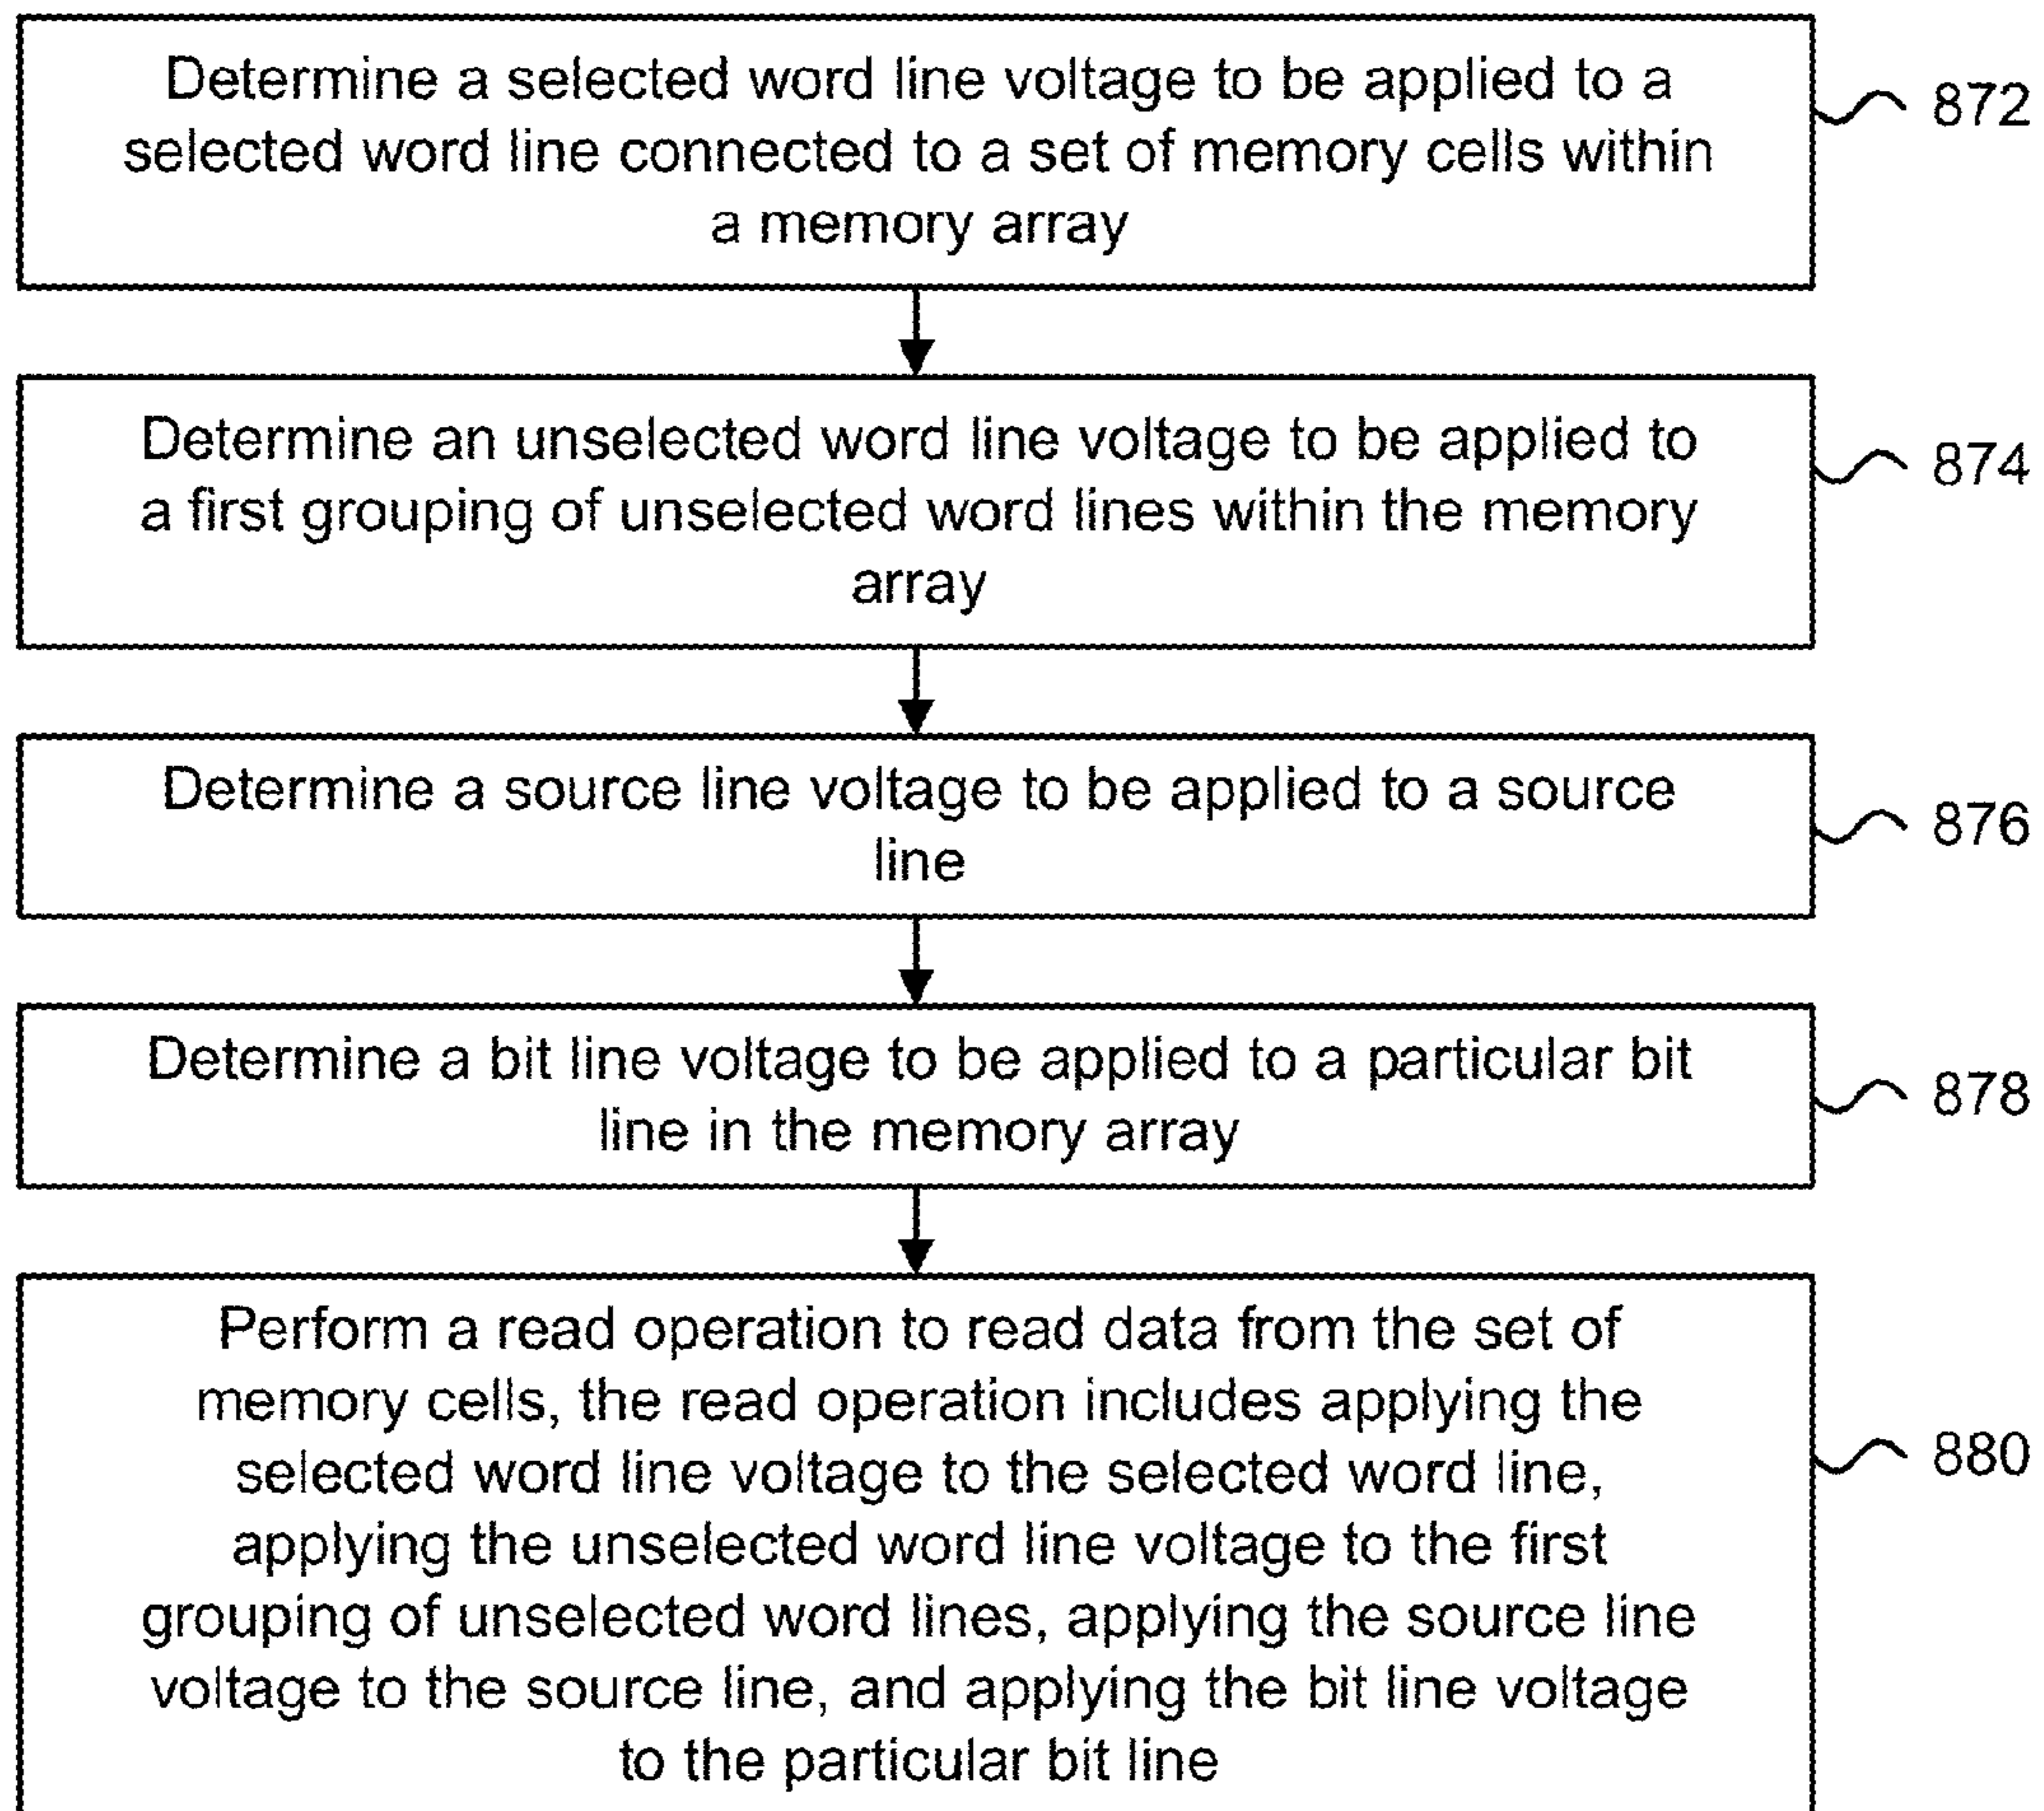 Determine a selected word line voltage to be applied to a
selected word line connected to a set of memory cells within
a memory array
872
Determine an unselected word line voltage to be applied to
a first grouping of unselected word lines within the memory
array
874
Determine a source line voltage to be applied to a source
line
876
Determine a bit line voltage to be applied to a particular bit
line in the memory array
878
Perform a read operation to read data from the set of
memory cells, the read operation includes applying the
selected word line voltage to the selected word line,
applying the unselected word line voltage to the first
grouping of unselected word lines, applying the source line
voltage to the source line, and applying the bit line voltage
to the particular bit line
880